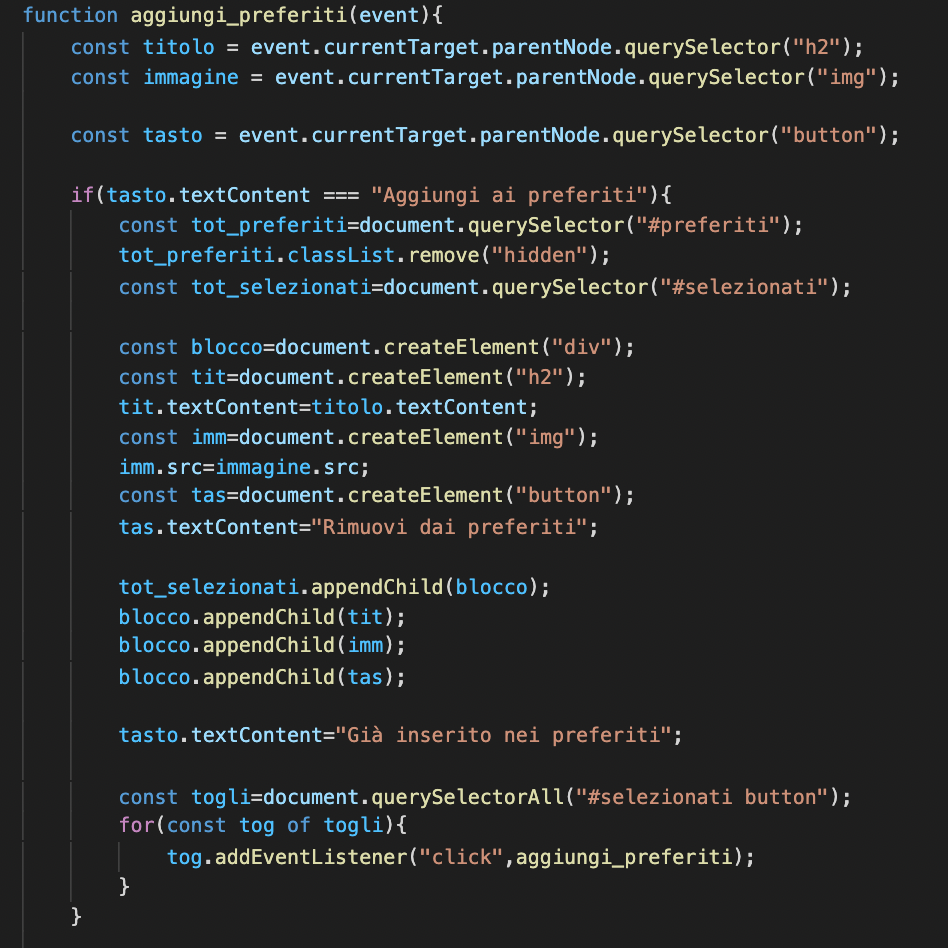 function aggiungi_preferiti(event){
    const titolo = event.currentTarget.parentNode.querySelector("h2");
    const immagine = event.currentTarget.parentNode.querySelector("img");

    const tasto = event.currentTarget.parentNode.querySelector("button");

    if(tasto.textContent === "Aggiungi ai preferiti"){
        const tot_preferiti=document.querySelector("#preferiti");
        tot_preferiti.classList.remove("hidden");
        const tot_selezionati=document.querySelector("#selezionati");

        const blocco=document.createElement("div");
        const tit=document.createElement("h2");
        tit.textContent=titolo.textContent;
        const imm=document.createElement("img");
        imm.src=immagine.src;
        const tas=document.createElement("button");
        tas.textContent="Rimuovi dai preferiti";

        tot_selezionati.appendChild(blocco);
        blocco.appendChild(tit);
        blocco.appendChild(imm);
        blocco.appendChild(tas);

        tasto.textContent="Già inserito nei preferiti";

        const togli=document.querySelectorAll("#selezionati button");
        for(const tog of togli){
            tog.addEventListener("click",aggiungi_preferiti);
        }
    }